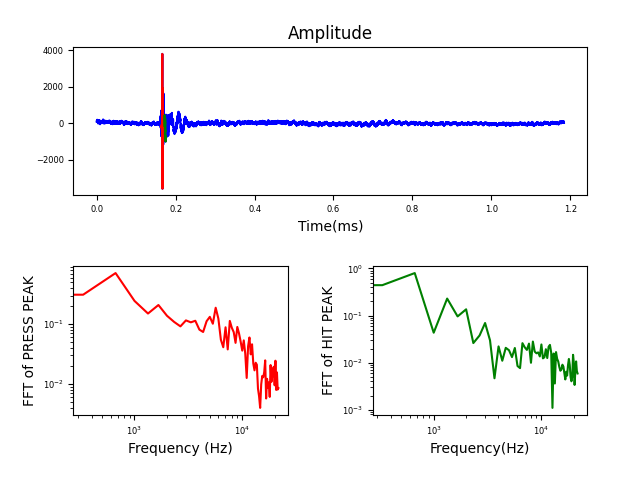 Amplitude
4000
2000
0
−2000
0.0 0.2 0.4 0.6 0.8 1.0 1.2
Time(ms)
FFT of PRESS PEAK
10⁻¹
10⁻²
10³ 10⁴
Frequency (Hz)
FFT of HIT PEAK
10⁰
10⁻¹
10⁻²
10⁻³
10³ 10⁴
Frequency(Hz)